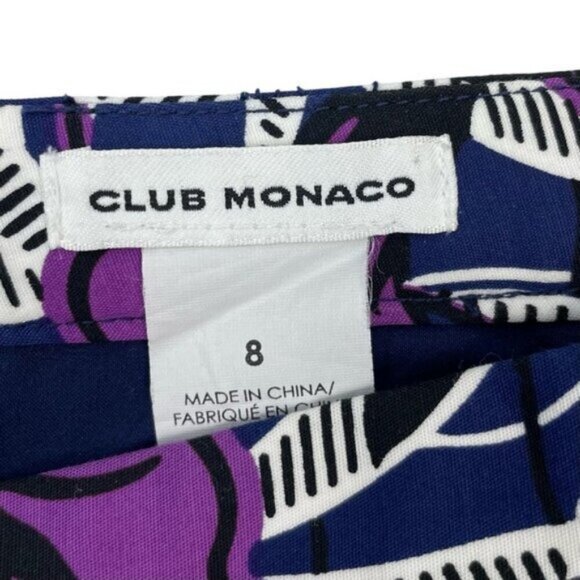 CLUB MONACO
8
MADE IN CHINA/
FABRIQUÉ EN